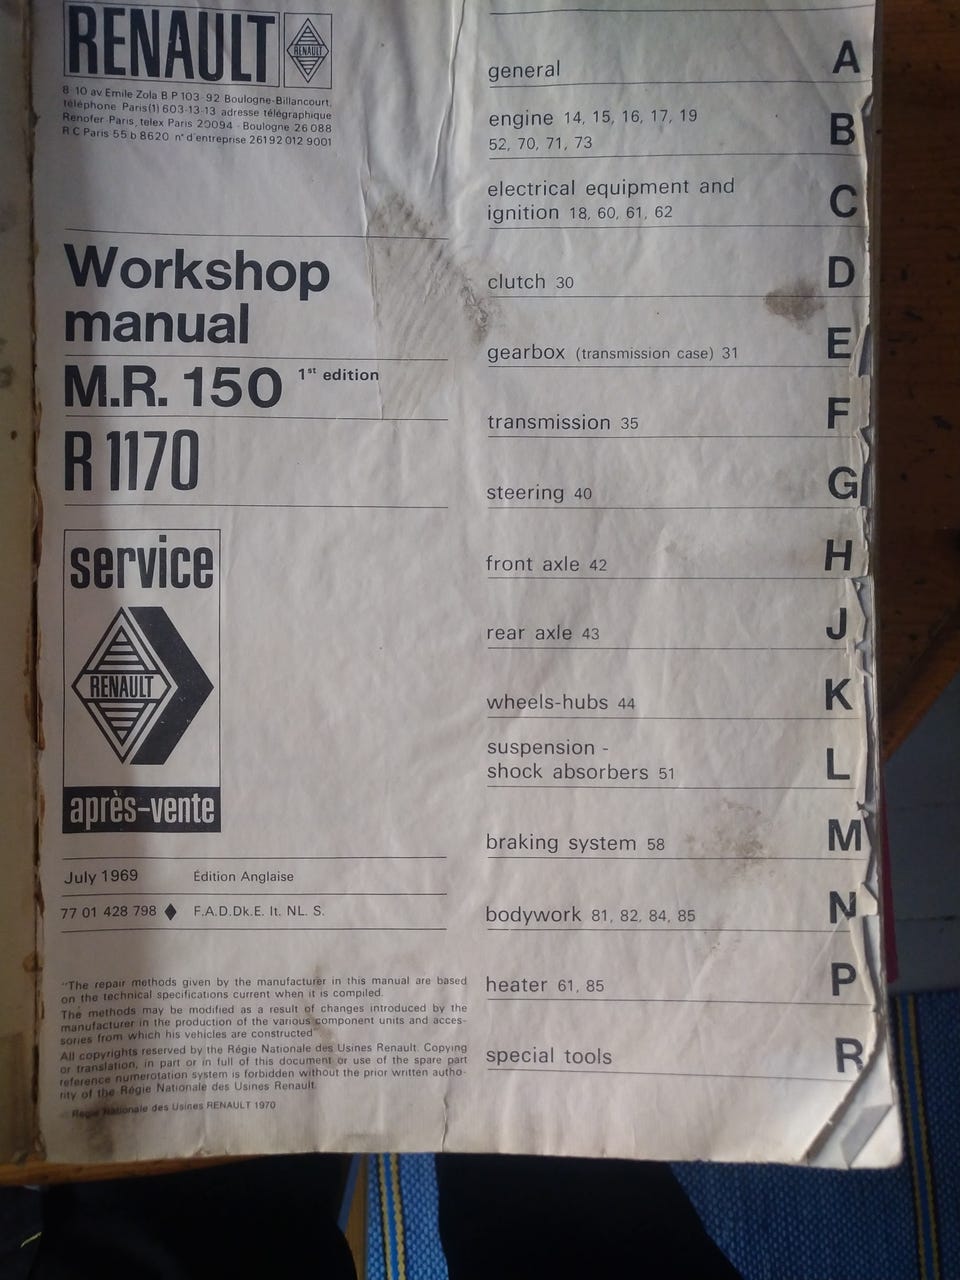 RENAULT
RENAULT
8-10 av Emile Zola B P 103-92 Boulogne-Billancourt,
téléphone Paris(1) 603-13-13 adresse télégraphique
Renofer-Paris, telex Paris 20094 - Boulogne 26 088
R C Paris 55 b 8620 n° d'entreprise 261 92 012 9001
Workshop
manual
M.R. 150 1st edition
R 1170
service
RENAULT
après-vente
July 1969 Édition Anglaise
77 01 428 798 ♦ F.A.D.Dk.E. It. NL. S.
"The repair methods given by the manufacturer in this manual are based
on the technical specifications current when it is compiled.
The methods may be modified as a result of changes introduced by the
manufacturer in the production of the various component units and acces-
sories from which his vehicles are constructed"
All copyrights reserved by the Régie Nationale des Usines Renault. Copying
or translation, in part or in full of this document or use of the spare part
reference numerotation system is forbidden without the prior written autho-
rity of the Régie Nationale des Usines Renault.
Régie Nationale des Usines RENAULT 1970
general A
engine 14, 15, 16, 17, 19
52, 70, 71, 73 B
electrical equipment and
ignition 18, 60, 61, 62 C
clutch 30 D
gearbox (transmission case) 31 E
transmission 35 F
steering 40 G
front axle 42 H
rear axle 43 J
wheels-hubs 44 K
suspension -
shock absorbers 51 L
braking system 58 M
bodywork 81, 82, 84, 85 N
heater 61, 85 P
special tools R